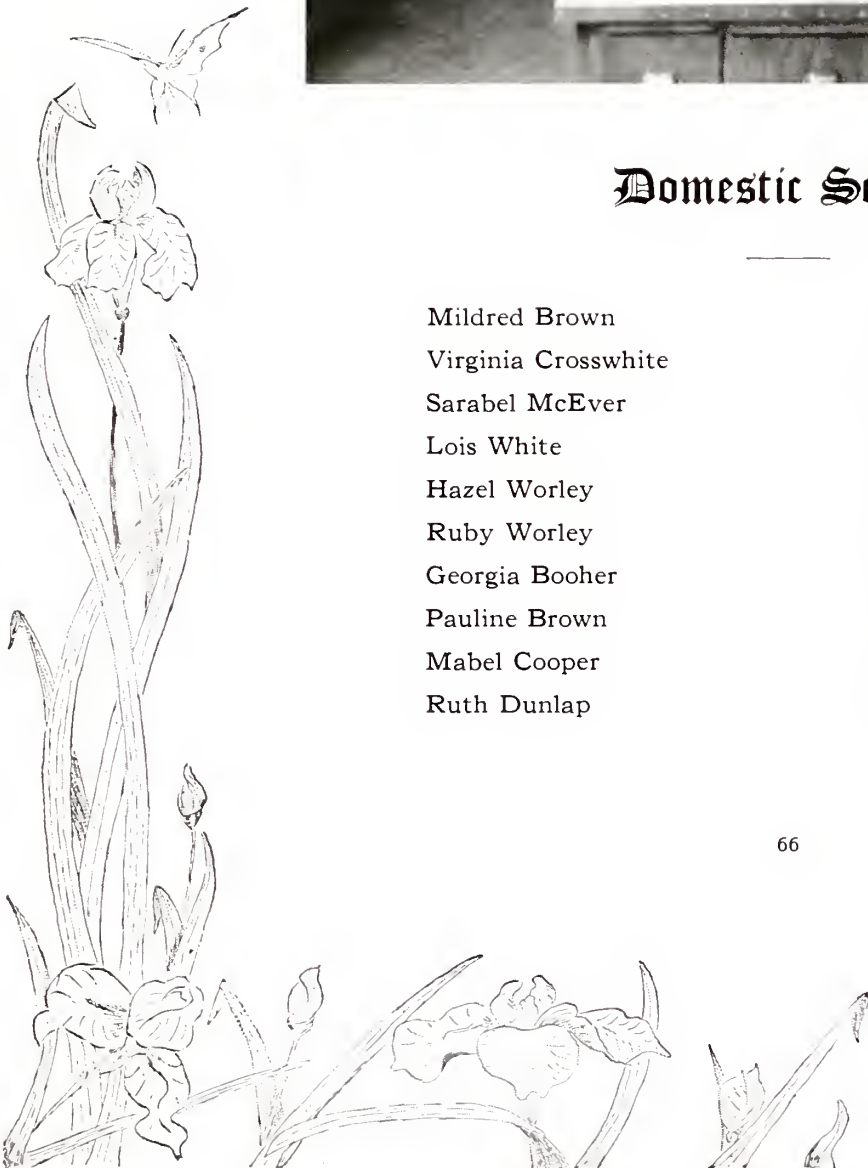 Domestic
Mildred Brown
Virginia Crosswhite
Sarabel McEver
Lois White
Hazel Worley
Ruby Worley
Georgia Booher
Pauline Brown
Mabel Cooper
Ruth Dunlap
66